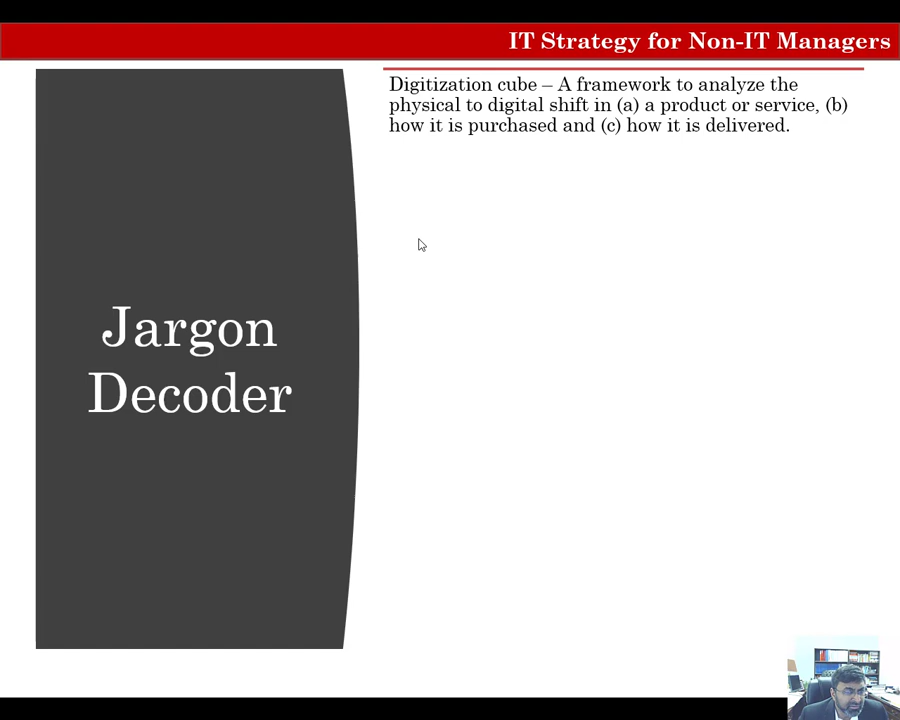 IT Strategy for Non-IT Managers
Digitization cube – A framework to analyze the
physical to digital shift in (a) a product or service, (b)
how it is purchased and (c) how it is delivered.
Jargon
Decoder